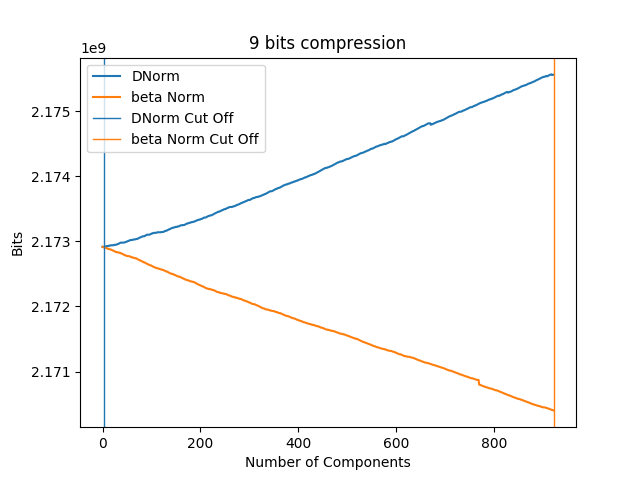 9 bits compression
1e9
DNorm
beta Norm
DNorm Cut Off
beta Norm Cut Off
2.175
2.174
2.173
2.172
2.171
Bits
0 200 400 600 800
Number of Components